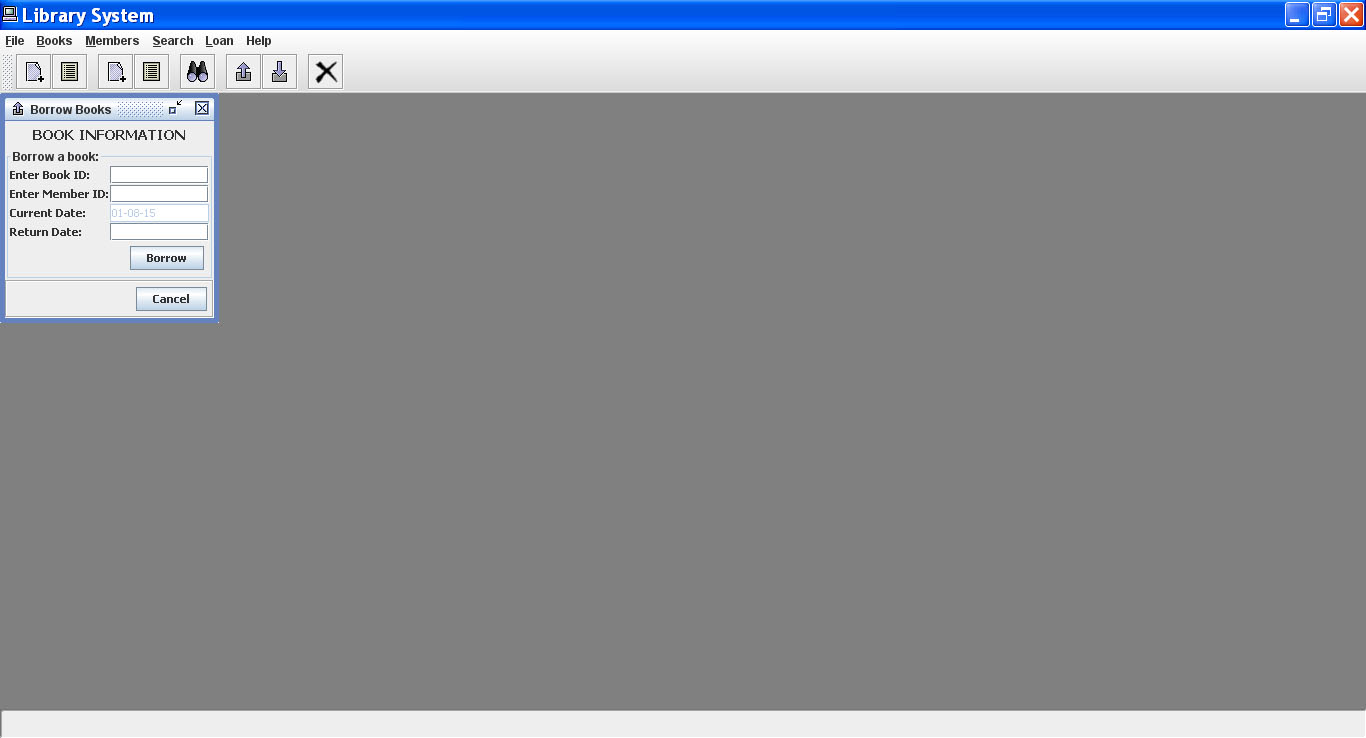 Library System
File Books Members Search Loan Help
Borrow Books
BOOK INFORMATION
Borrow a book:
Enter Book ID:
Enter Member ID:
Current Date: 01-08-15
Return Date:
Borrow
Cancel